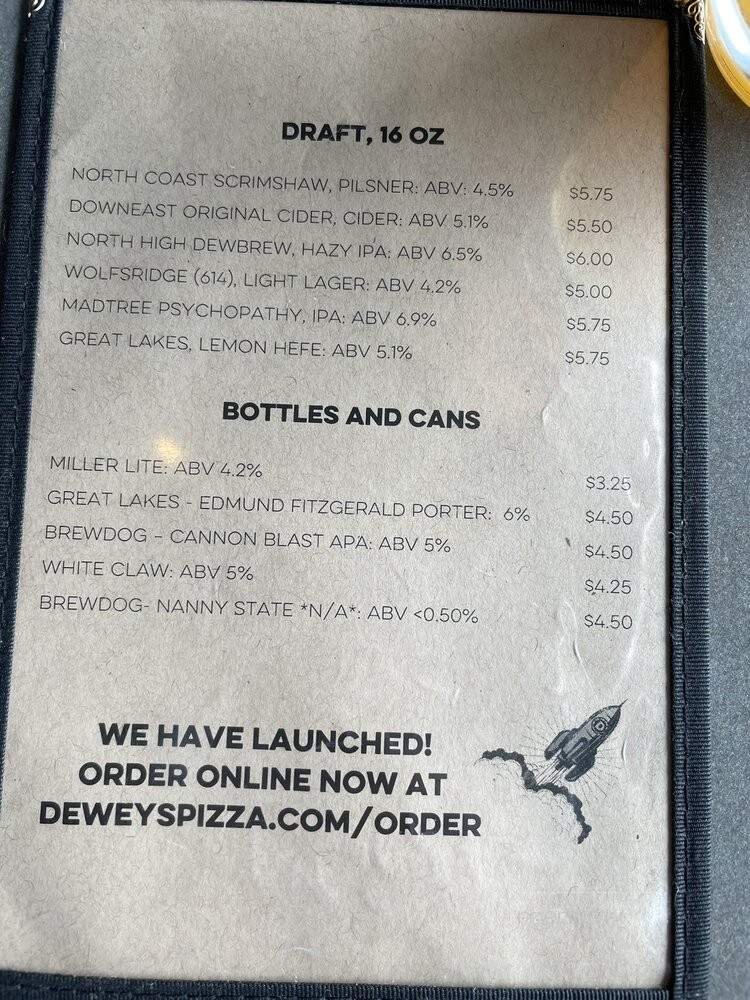 DRAFT, 16 OZ
NORTH COAST SCRIMSHAW, PILSNER: ABV: 4.5% $5.75
DOWNEAST ORIGINAL CIDER, CIDER: ABV 5.1% $5.50
NORTH HIGH DEWBREW, HAZY IPA: ABV 6.5% $6.00
WOLFSRIDGE (614), LIGHT LAGER: ABV 4.2% $5.00
MADTREE PSYCHOPATHY, IPA: ABV 6.9% $5.75
GREAT LAKES, LEMON HEFE: ABV 5.1% $5.75
BOTTLES AND CANS
MILLER LITE: ABV 4.2% $3.25
GREAT LAKES - EDMUND FITZGERALD PORTER: 6% $4.50
BREWDOG – CANNON BLAST APA: ABV 5% $4.50
WHITE CLAW: ABV 5% $4.25
BREWDOG- NANNY STATE *N/A*: ABV <0.50% $4.50
WE HAVE LAUNCHED!
ORDER ONLINE NOW AT
DEWEYSPIZZA.COM/ORDER